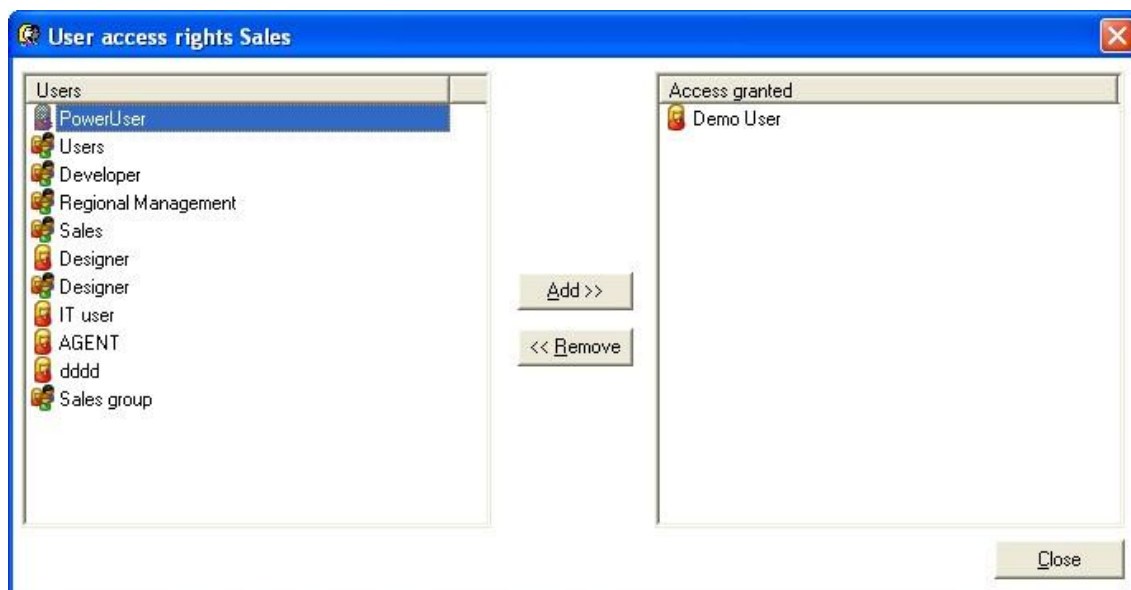 User access rights Sales
Users
PowerUser
Users
Developer
Regional Management
Sales
Designer
Designer
IT user
AGENT
dddd
Sales group
Add >>
<< Remove
Access granted
Demo User
Close